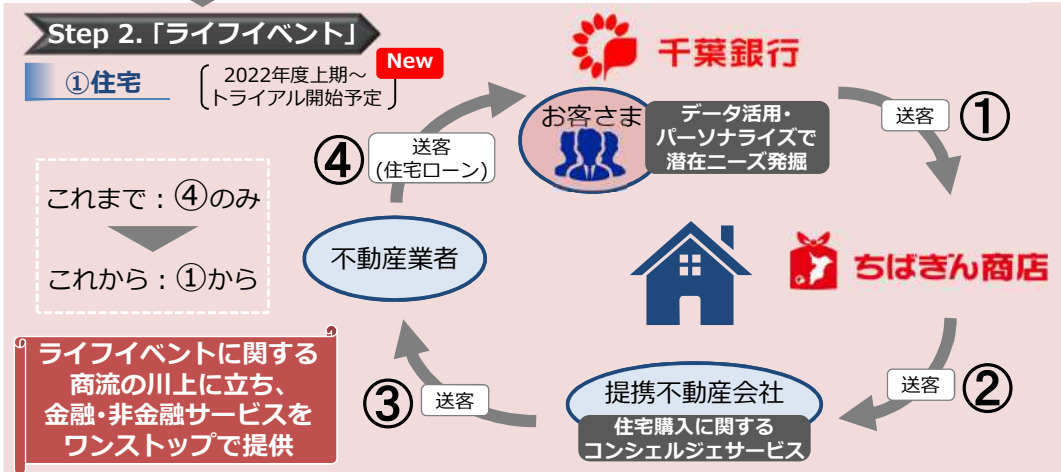 Step 2.「ライフイベント」
①住宅
2022年度上期～
トライアル開始予定
New
千葉銀行
お客さま
データ活用・
パーソナライズで
潜在ニーズ発掘
送客
①
ちばぎん商店
送客
②
提携不動産会社
住宅購入に関する
コンシェルジェサービス
送客
③
不動産業者
④
送客
(住宅ローン)
これまで：④のみ
これから：①から
ライフイベントに関する
商流の川上に立ち、
金融・非金融サービスを
ワンストップで提供